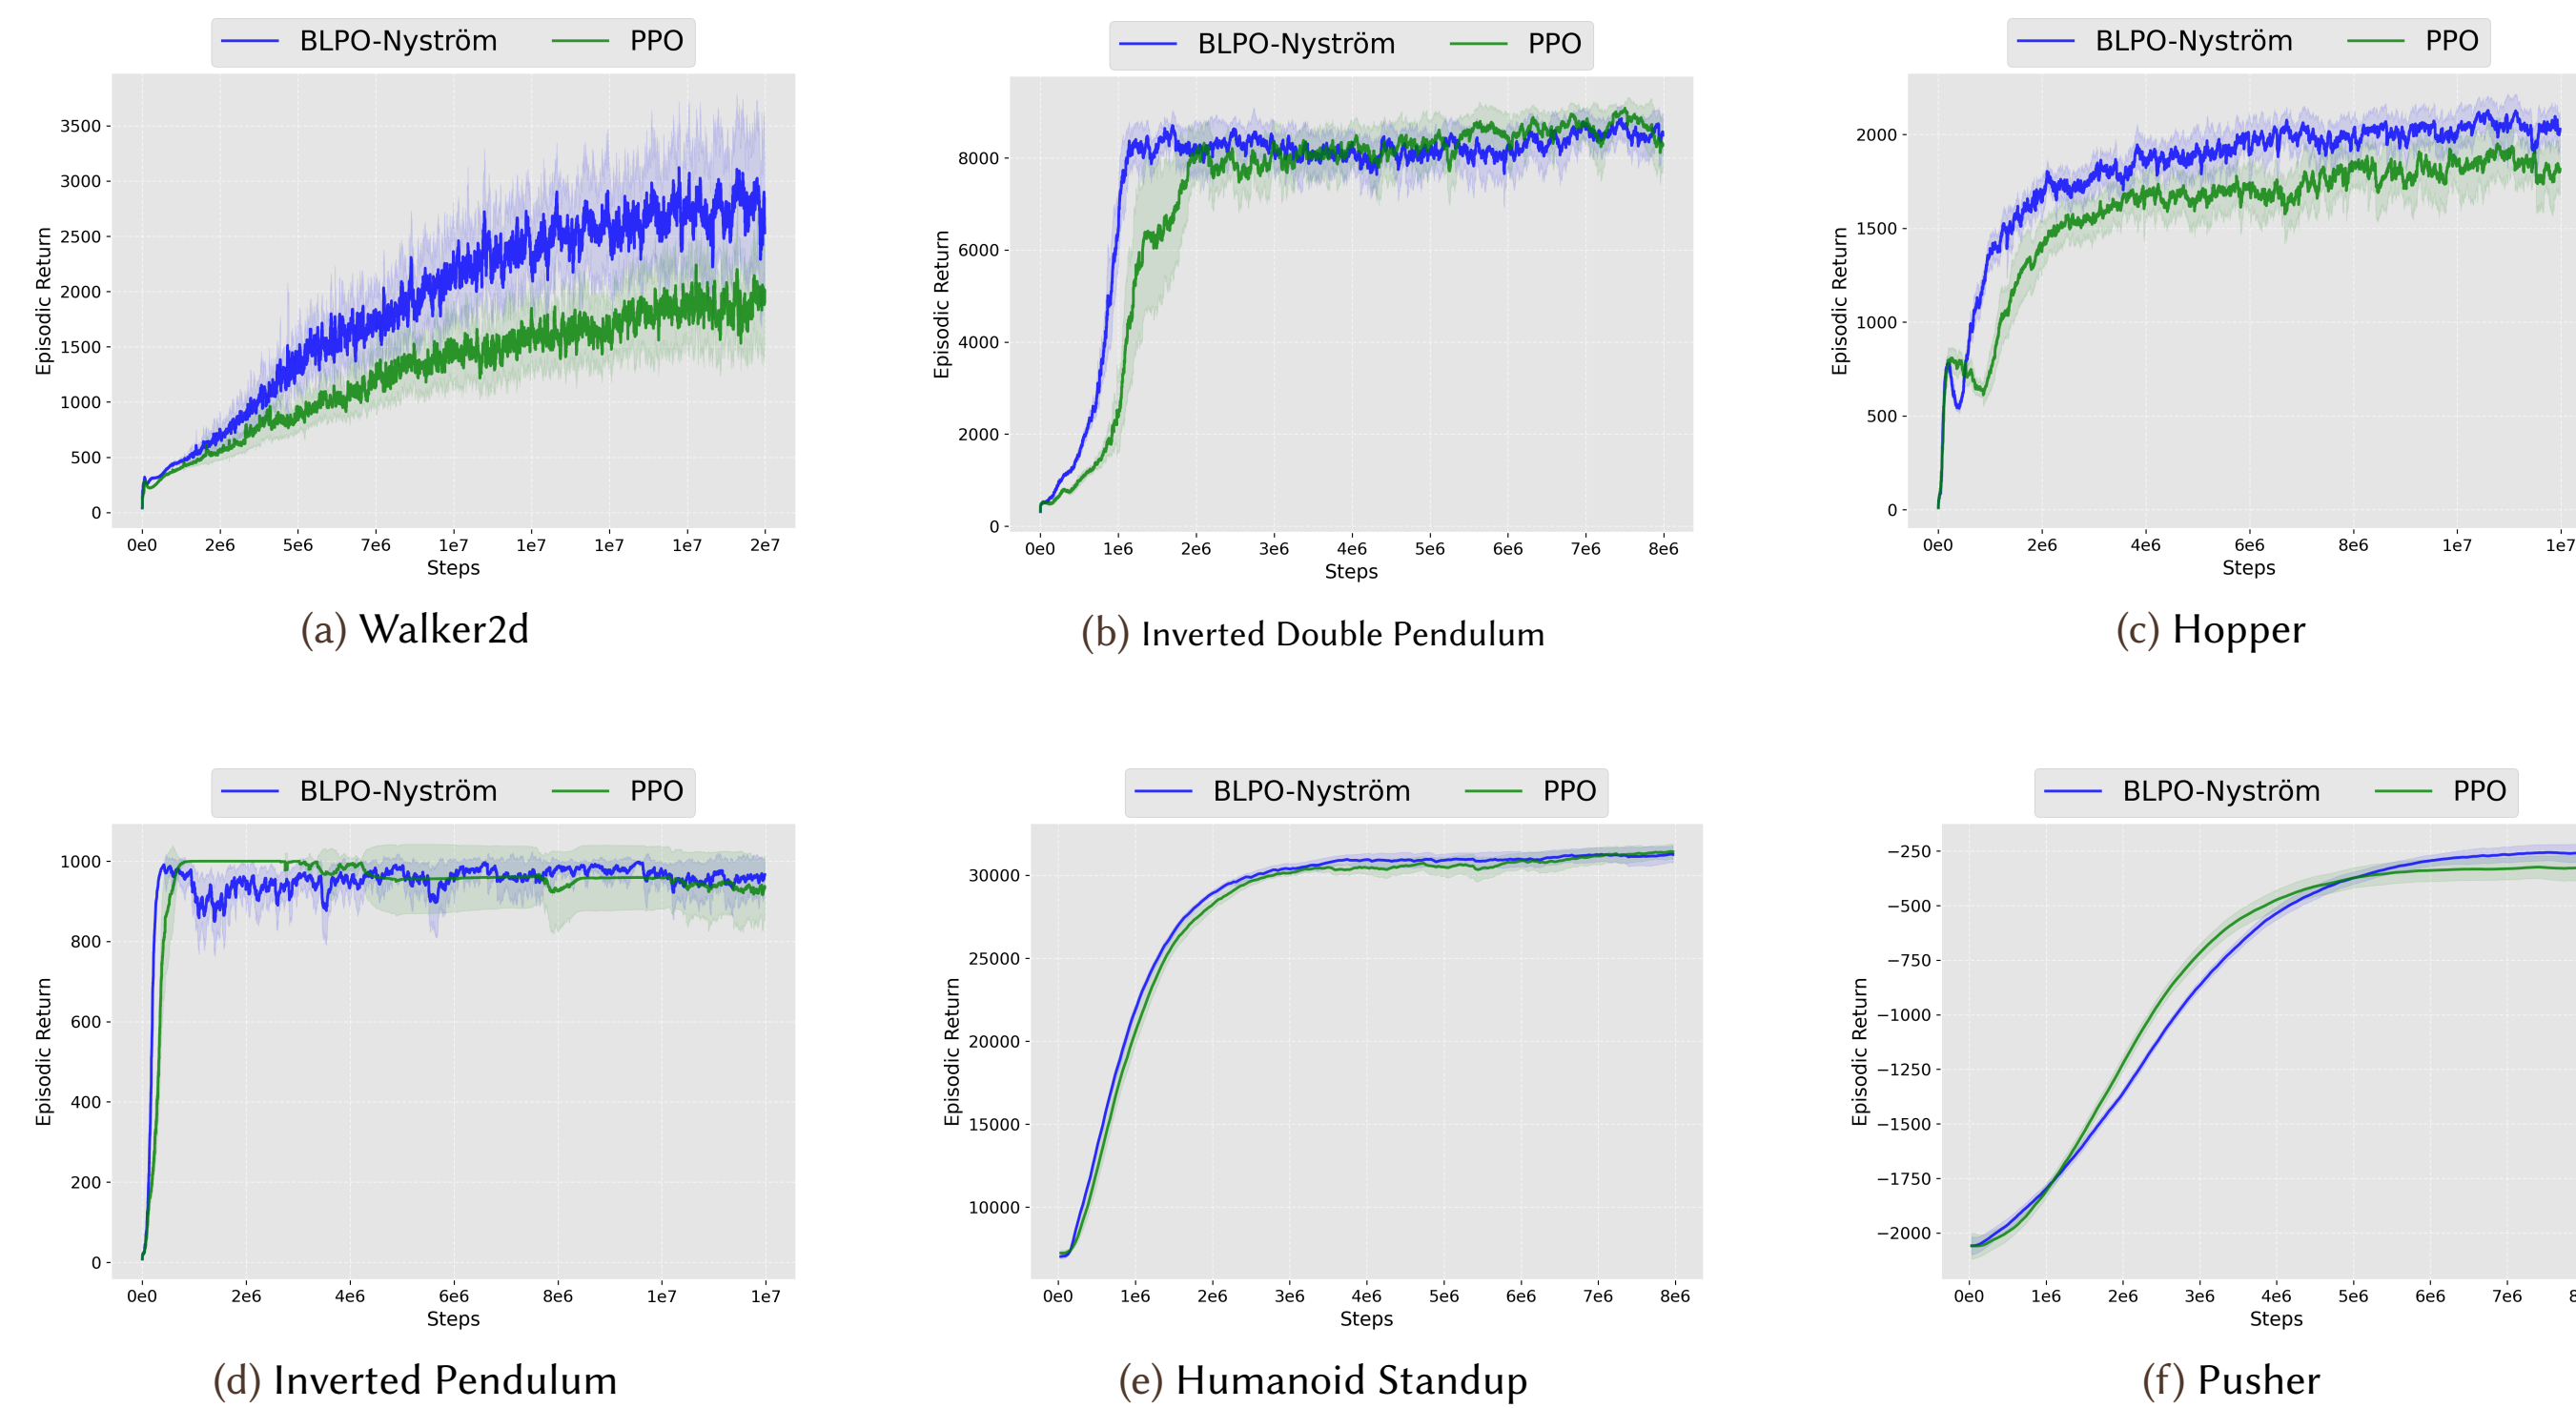 BLPO-Nyström PPO
3500
3000
2500
2000
1500
1000
500
0
Episodic Return
0e0 2e6 5e6 7e6 1e7 1e7 1e7 1e7 2e7
Steps
(a) Walker2d
BLPO-Nyström PPO
8000
6000
4000
2000
0
Episodic Return
0e0 1e6 2e6 3e6 4e6 5e6 6e6 7e6 8e6
Steps
(b) Inverted Double Pendulum
BLPO-Nyström PPO
2000
1500
1000
500
0
Episodic Return
0e0 2e6 4e6 6e6 8e6 1e7 1e7
Steps
(c) Hopper
BLPO-Nyström PPO
1000
800
600
400
200
0
Episodic Return
0e0 2e6 4e6 6e6 8e6 1e7 1e7
Steps
(d) Inverted Pendulum
BLPO-Nyström PPO
30000
25000
20000
15000
10000
Episodic Return
0e0 1e6 2e6 3e6 4e6 5e6 6e6 7e6 8e6
Steps
(e) Humanoid Standup
BLPO-Nyström PPO
−250
−500
−750
−1000
−1250
−1500
−1750
−2000
Episodic Return
0e0 1e6 2e6 3e6 4e6 5e6 6e6 7e6
Steps
(f) Pusher